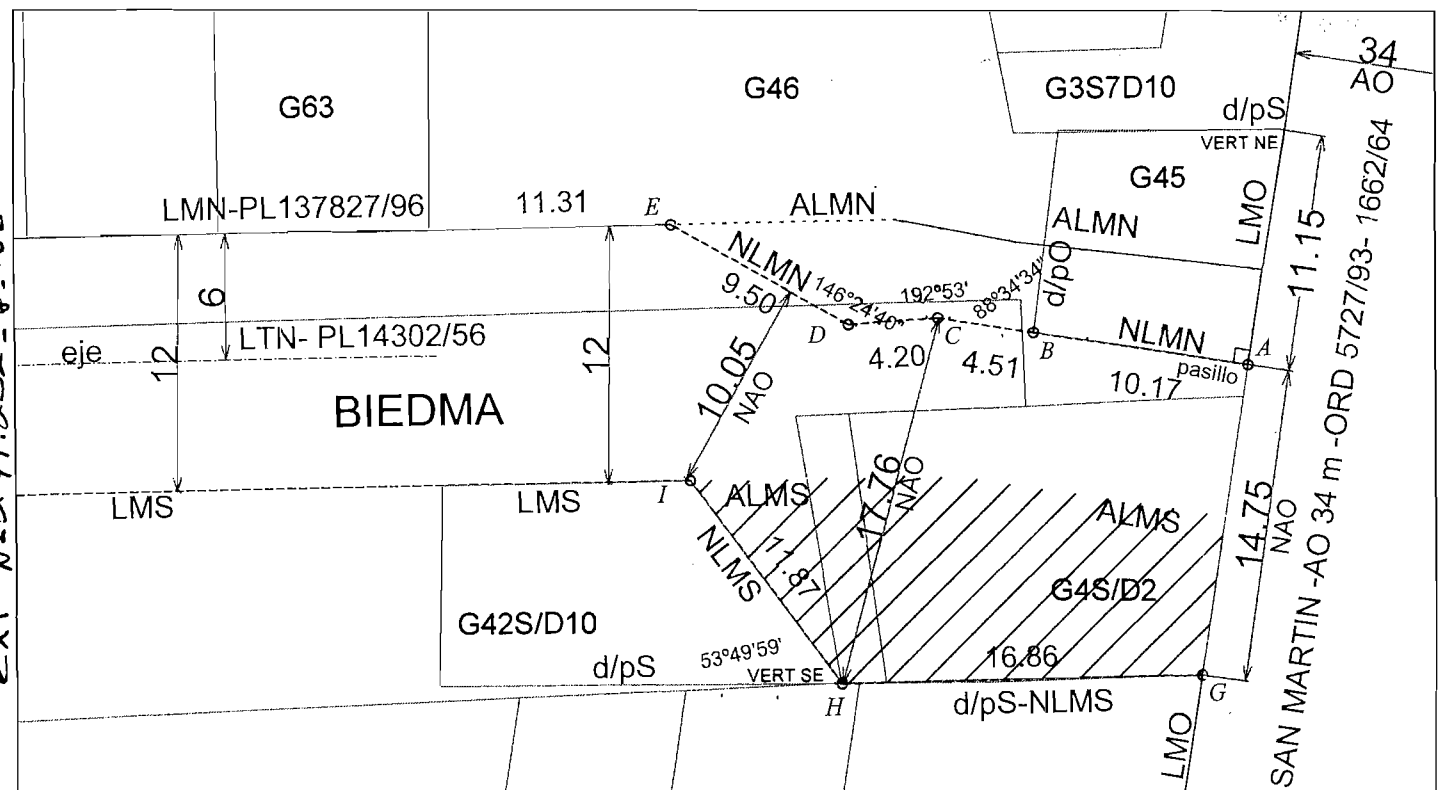 34
AO
G46
G3S7D10
G63
d/pS
VERT NE
G45
LMN-PL137827/96
11.31
E
ALMN
ALMN
LMO
11.15
NLMN
9.50
146°24'40"
192°53'
88°34'34"
d/pO
6
12
12
eje
LTN- PL14302/56
D
C
B
NLMN
A
pasillo
4.20
4.51
10.17
BIEDMA
10.05
NAO
17.76
NAO
LMS
LMS
I
ALMS
ALMS
14.75
NAO
NLMS
11.87
G4S/D2
G42S/D10
16.86
53°49'59'
VERT SE
d/pS
H
d/pS-NLMS
G
LMO
SAN MARTIN -AO 34 m -ORD 5727/93- 1662/64